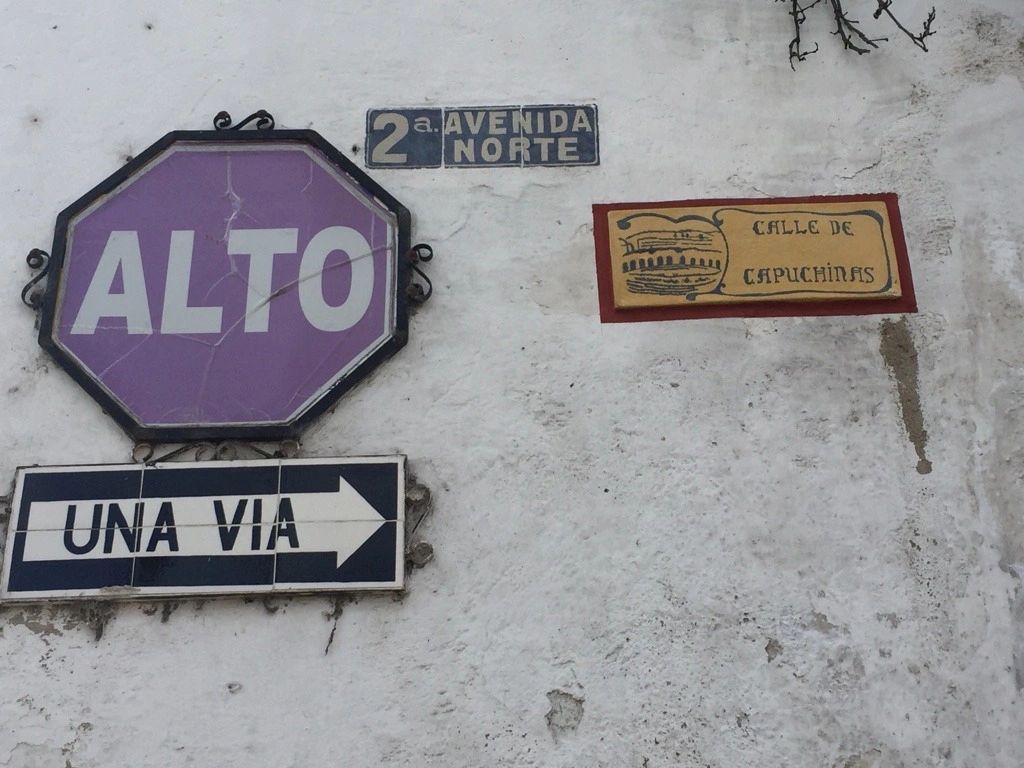 2a. AVENIDA
NORTE
ALTO
CALLE DE
CAPUCHINAS
UNA VIA